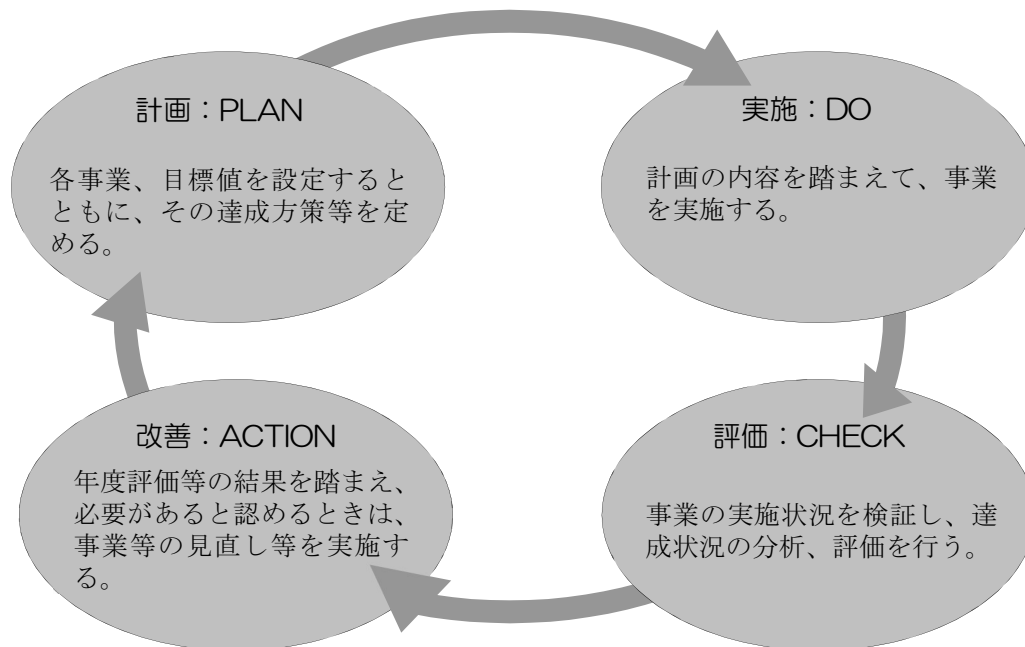 計画：PLAN
各事業、目標値を設定すると
ともに、その達成方策等を定
める。
実施：DO
計画の内容を踏まえて、事業
を実施する。
改善：ACTION
年度評価等の結果を踏まえ、
必要があると認めるときは、
事業等の見直し等を実施す
る。
評価：CHECK
事業の実施状況を検証し、達
成状況の分析、評価を行う。